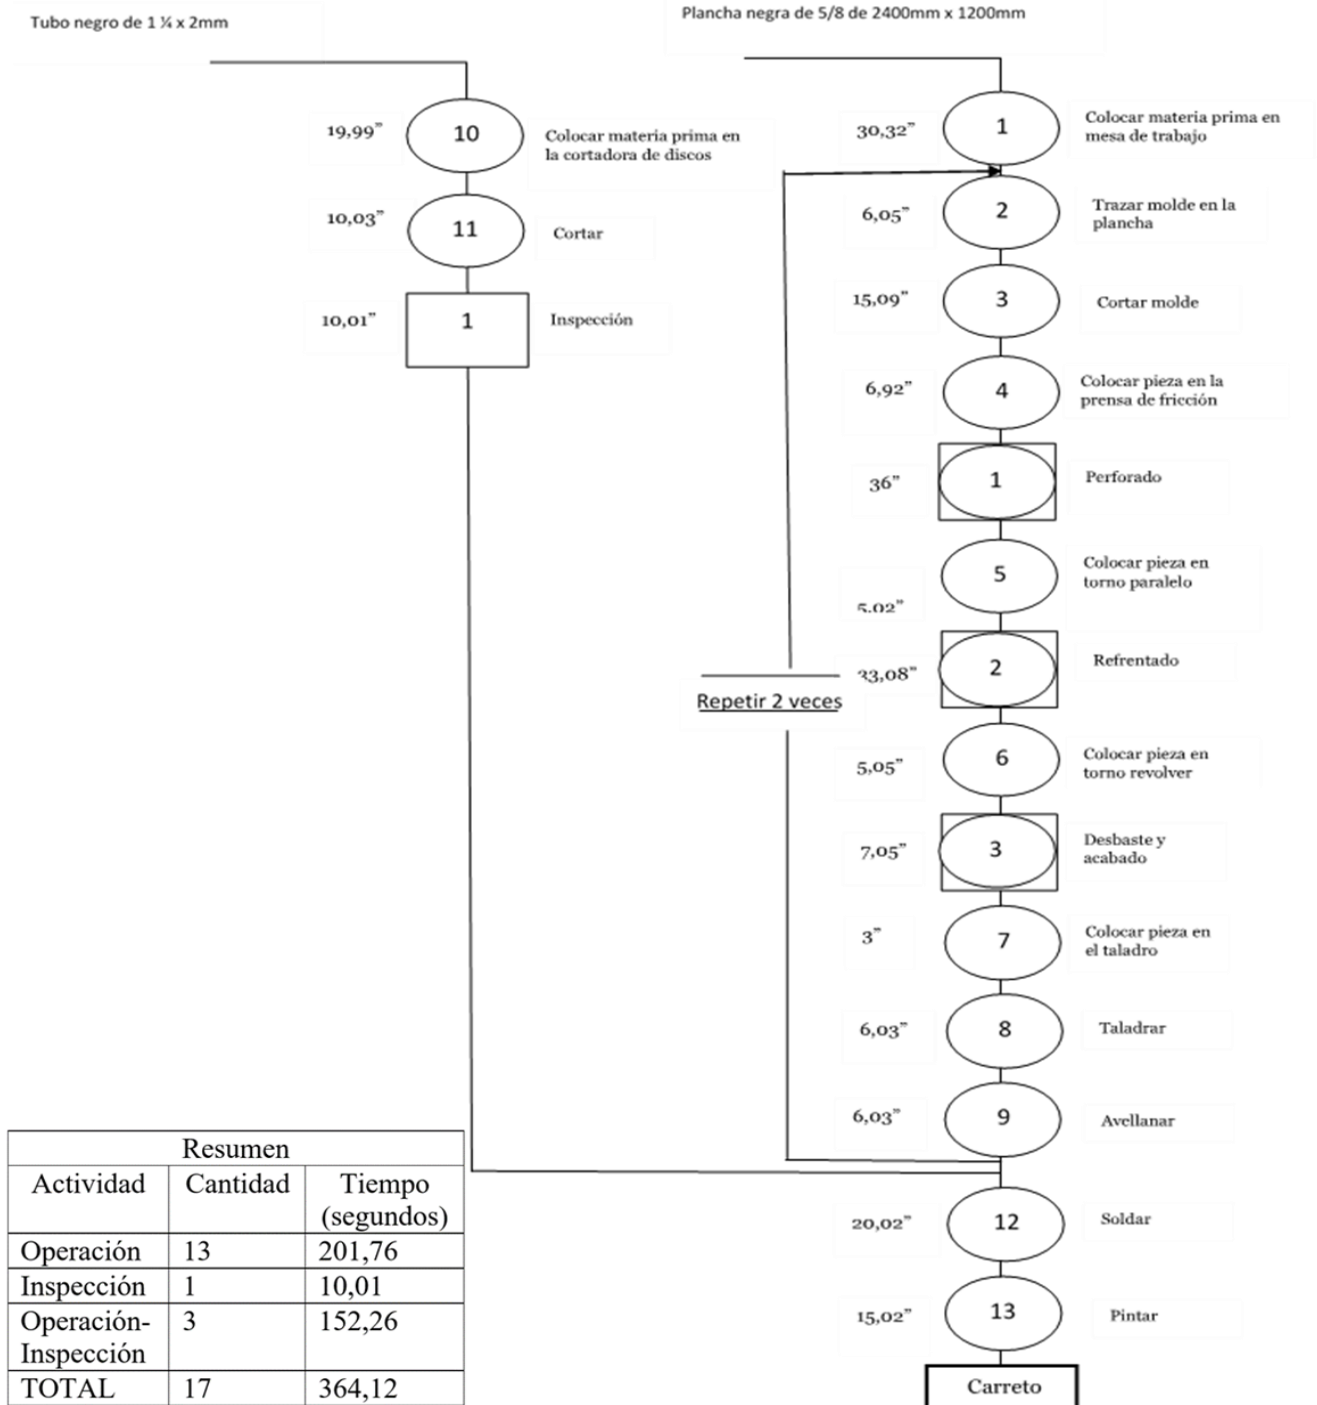 Tubo negro de 1 ¼ x 2mm
19,99”
10
Colocar materia prima en
la cortadora de discos
10,03”
11
Cortar
10,01”
1
Inspección
Plancha negra de 5/8 de 2400mm x 1200mm
30,32”
1
Colocar materia prima en
mesa de trabajo
6,05”
2
Trazar molde en la
plancha
15,09”
3
Cortar molde
6,92”
4
Colocar pieza en la
prensa de fricción
36”
1
Perforado
5.02”
5
Colocar pieza en
torno paralelo
33,08”
2
Refrentado
Repetir 2 veces
5,05”
6
Colocar pieza en
torno revolver
7,05”
3
Desbaste y
acabado
3”
7
Colocar pieza en
el taladro
6,03”
8
Taladrar
6,03”
9
Avellanar
20,02”
12
Soldar
15,02”
13
Pintar
Carreto
Resumen
Actividad Cantidad Tiempo
(segundos)
Operación 13 201,76
Inspección 1 10,01
Operación- 3 152,26
Inspección
TOTAL 17 364,12